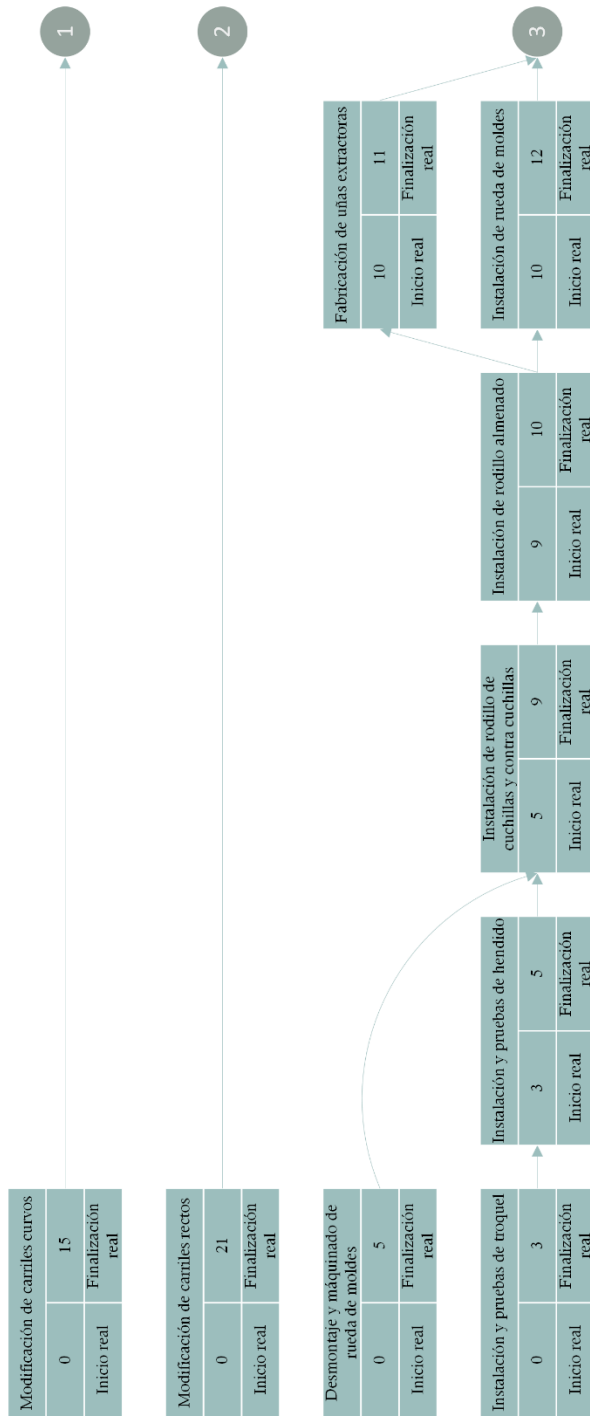 Modificación de carriles curvos
0
15
Inicio real
Finalización
real
1
Modificación de carriles rectos
0
21
Inicio real
Finalización
real
2
Desmontaje y máquinado de
rueda de moldes
0
5
Inicio real
Finalización
real
Fabricación de uñas extractoras
10
11
Inicio real
Finalización
real
Instalación y pruebas de troquel
0
3
Inicio real
Finalización
real
Instalación y pruebas de hendido
3
5
Inicio real
Finalización
real
Instalación de rodillo de
cuchillas y contra cuchillas
5
9
Inicio real
Finalización
real
Instalación de rodillo almenado
9
10
Inicio real
Finalización
real
Instalación de rueda de moldes
10
12
Inicio real
Finalización
real
3